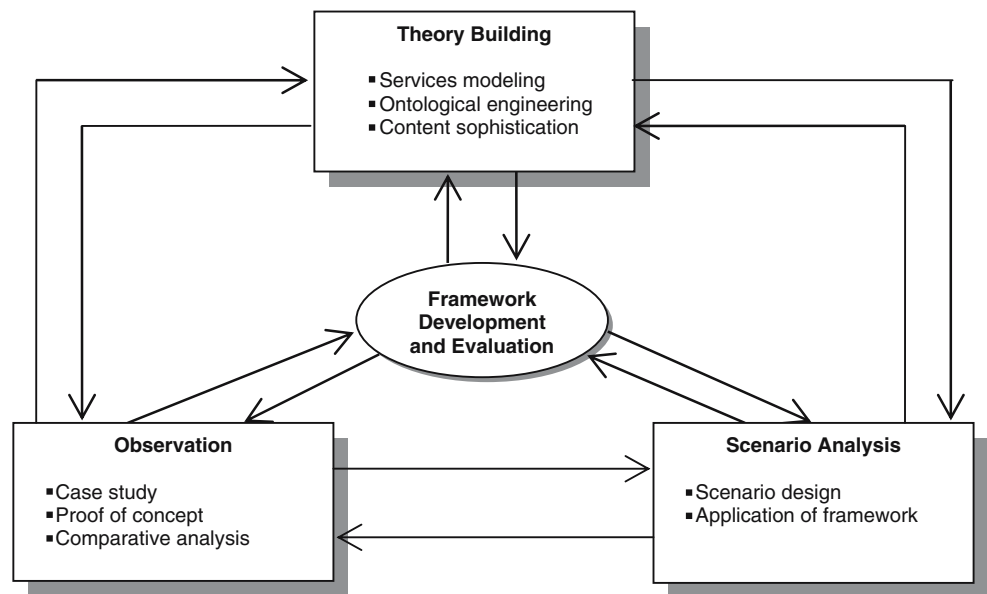 Theory Building
▪Services modeling
▪Ontological engineering
▪Content sophistication
Framework
Development
and Evaluation
Observation
▪Case study
▪Proof of concept
▪Comparative analysis
Scenario Analysis
▪Scenario design
▪Application of framework